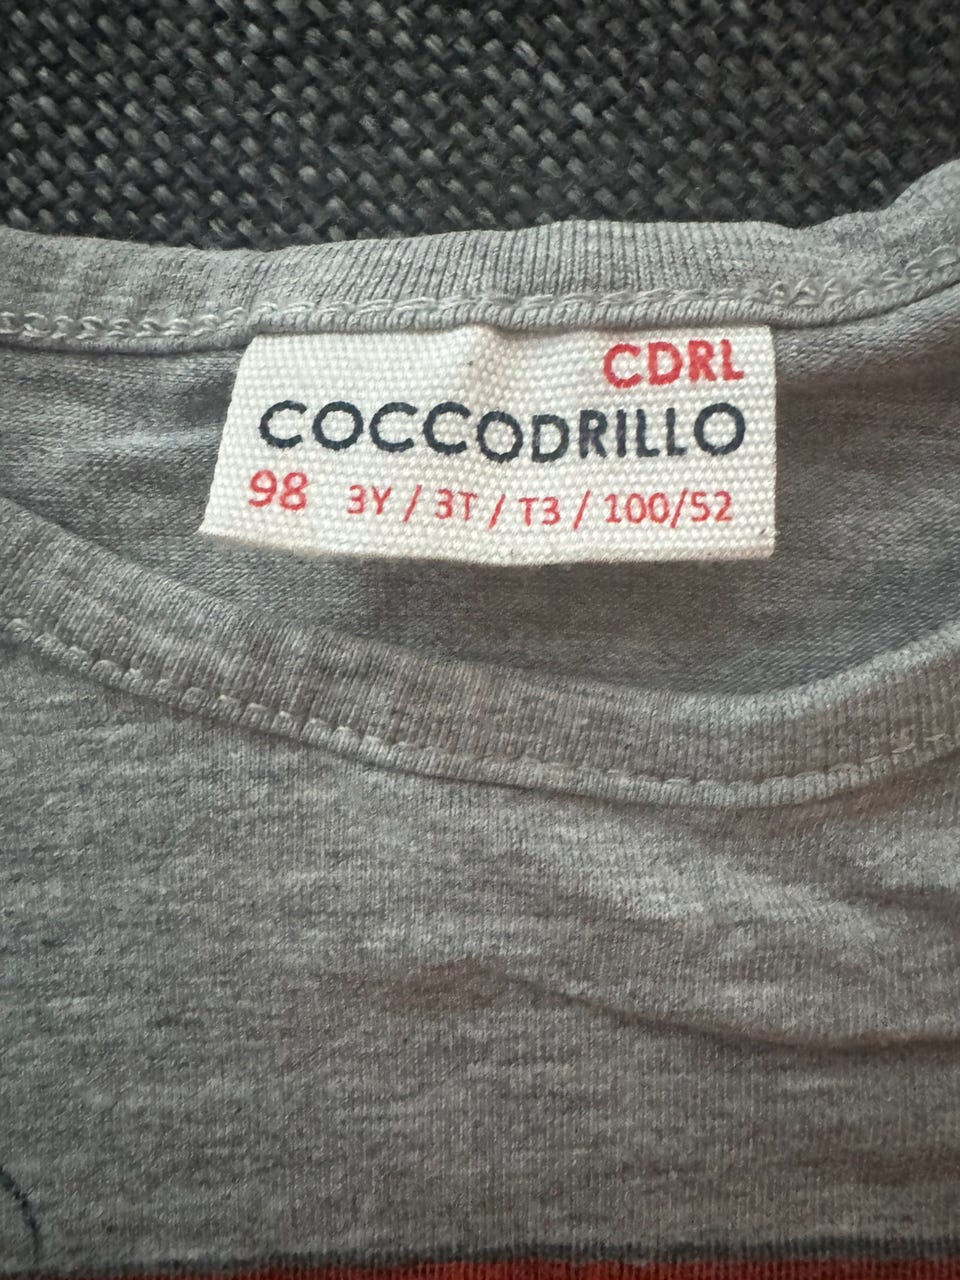 CDRL
COCCODRILLO
98 3Y / 3T / T3 / 100/52